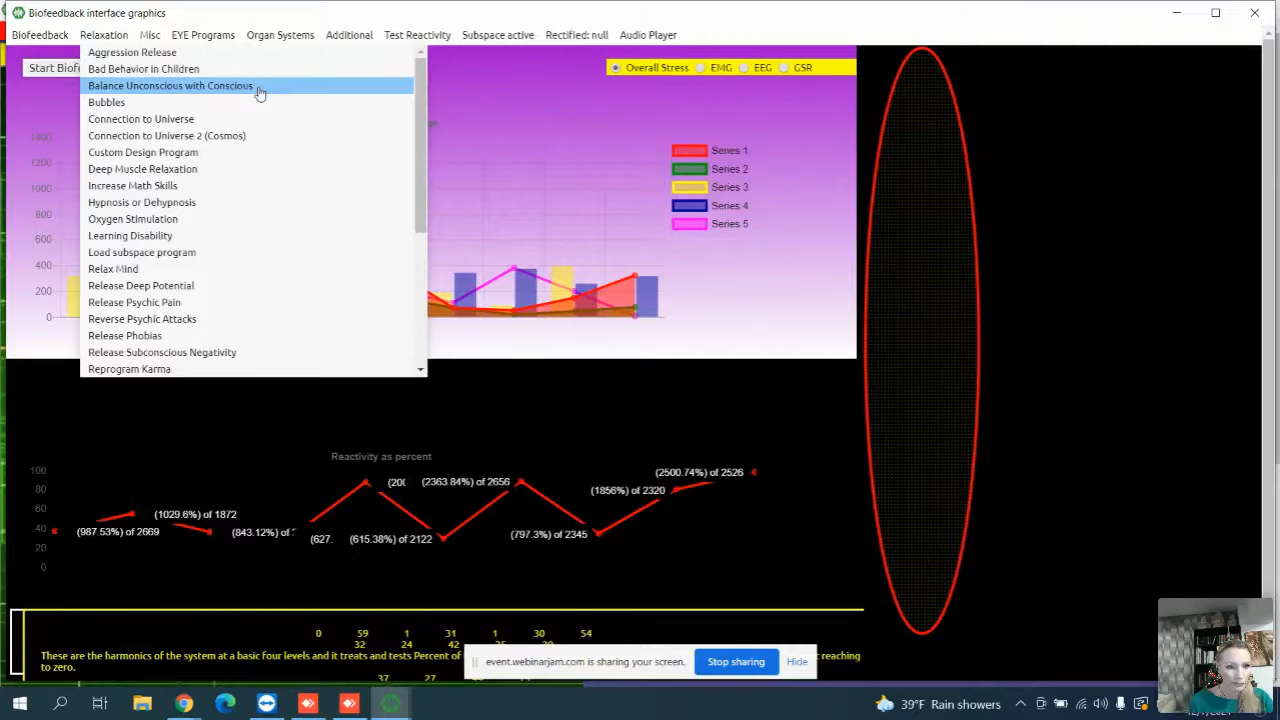 Biofeedback interface graphics
Biofeedback Relaxation Misc EYE Programs Organ Systems Additional Test Reactivity Subspace active Rectified: null Audio Player
Start Biofe
Aggression Release
Bad Behavior Children
Balance Unconscious with Conscious
Bubbles
Connection to Universe
Connection to Universe 2 (Cosmos)
Custom Design Program
Deep Muscle Relaxation
Increase Math Skills
Hypnosis or Dehypnosis
Oxygen Stimulation
Learning Disability
Load subspace program
Relax Mind
Release Deep Potential
Release Psychic Pain
Reverse Psychic Attac
Release Phobias
Release Subconscious Negativity
Reprogram Karma
Overall Stress EMG EEG GSR
1400
1200
1000
800
600
400
200
0
Series 1
Series 2
Series 3
Series 4
Series 5
Reactivity as percent
100
80
60
40
20
0
(987.53%) of 2669
(1029.6%) of 1872
(943.12%) of
(627.
(20
(615.38%) of 2122
(2363.84%) of 2656
(797.3%) of 2345
(1856%) of 2320
(2500.74%) of 2526
0 59 1 31 1 30 54
32 24 42
These are the harmonics of the system at a basic four levels and it treats and tests Percent of
reaching
to zero.
37 27
event.webinarjam.com is sharing your screen.
Stop sharing
Hide
39°F Rain showers